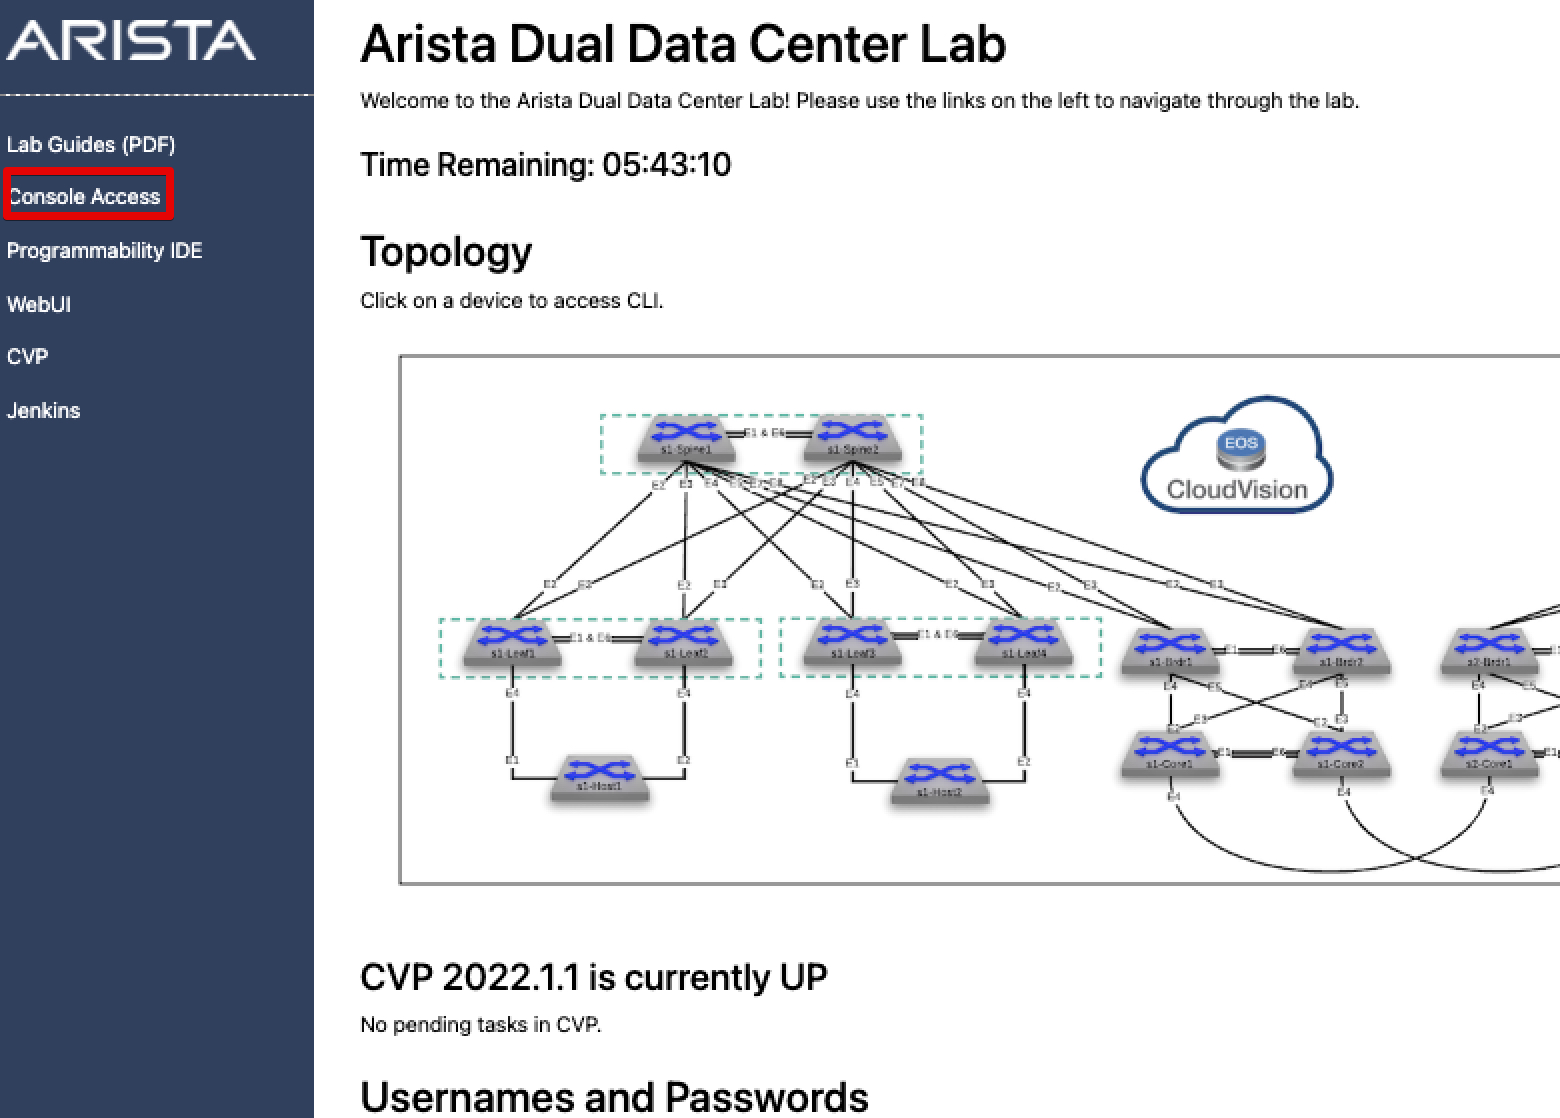 ARISTA
Lab Guides (PDF)
Console Access
Programmability IDE
WebUI
CVP
Jenkins
Arista Dual Data Center Lab
Welcome to the Arista Dual Data Center Lab! Please use the links on the left to navigate through the lab.
Time Remaining: 05:43:10
Topology
Click on a device to access CLI.
s1-Spine1
E1 & E6
s1-Spine2
EOS
CloudVision
E2 E3 E4 E5 E7 E8
E2 E3 E4 E5 E7 E8
E2 E2 E3 E3 E2 E3 E2 E3 E2 E3
s1-Leaf1
E1 & E6
s1-Leaf2
s1-Leaf3
E1 & E6
s1-Leaf4
s1-Brdr1
E1 E6
s1-Brdr2
s2-Brdr1
E4 E4 E4 E4
E4 E5 E4 E5 E4 E5
E2 E3 E2 E3 E2 E3
E1 E2 E1 E2
s1-Host1
s1-Host2
s1-Core1
E1 E6
s1-Core2
s2-Core1
E1
E4 E4 E4
CVP 2022.1.1 is currently UP
No pending tasks in CVP.
Usernames and Passwords